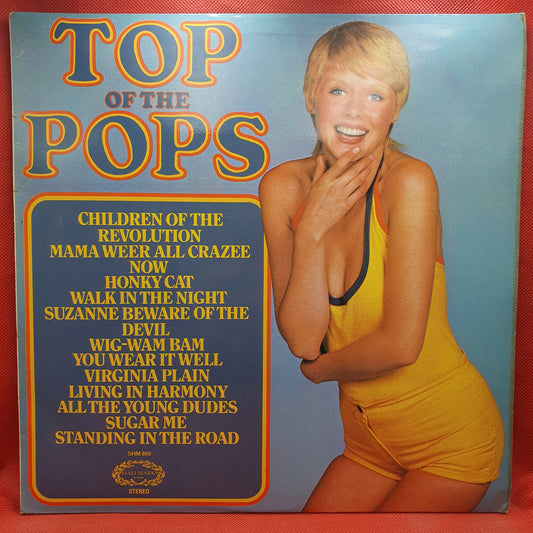 TOP
OF THE
POPS
CHILDREN OF THE
REVOLUTION
MAMA WEER ALL CRAZEE
NOW
HONKY CAT
WALK IN THE NIGHT
SUZANNE BEWARE OF THE
DEVIL
WIG-WAM BAM
YOU WEAR IT WELL
VIRGINIA PLAIN
LIVING IN HARMONY
ALL THE YOUNG DUDES
SUGAR ME
STANDING IN THE ROAD
SHM 800
HALLMARK
STEREO